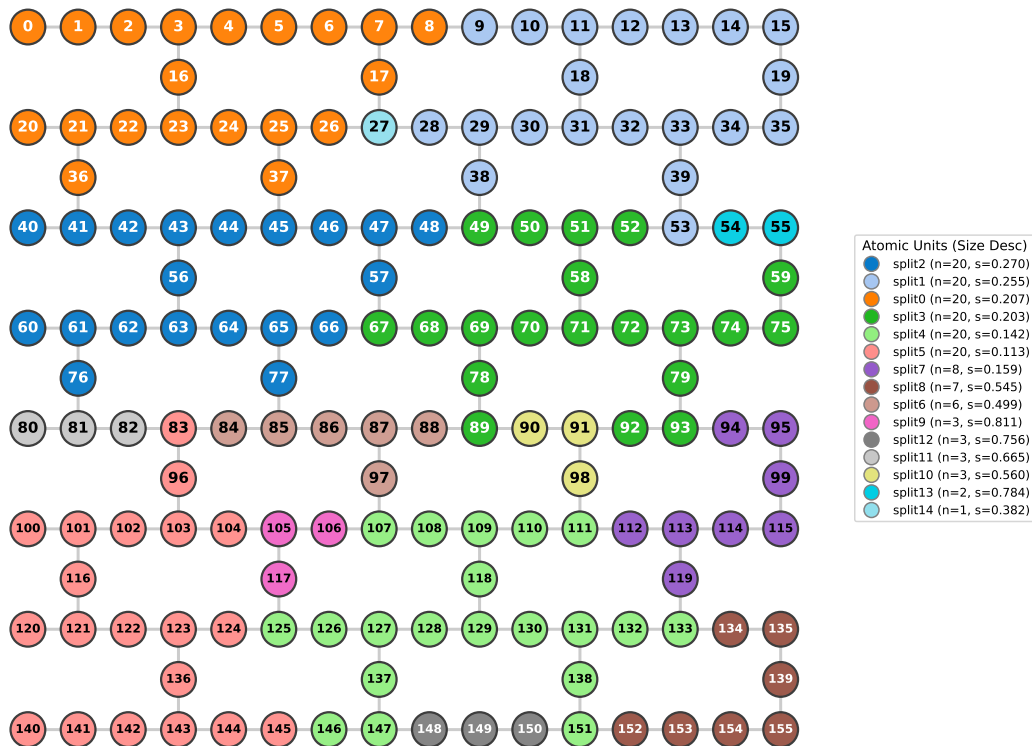 0 1 2 3 4 5 6 7 8 9 10 11 12 13 14 15
16 17 18 19
20 21 22 23 24 25 26 27 28 29 30 31 32 33 34 35
36 37 38 39
40 41 42 43 44 45 46 47 48 49 50 51 52 53 54 55
56 57 58 59
60 61 62 63 64 65 66 67 68 69 70 71 72 73 74 75
76 77 78 79
80 81 82 83 84 85 86 87 88 89 90 91 92 93 94 95
96 97 98 99
100 101 102 103 104 105 106 107 108 109 110 111 112 113 114 115
116 117 118 119
120 121 122 123 124 125 126 127 128 129 130 131 132 133 134 135
136 137 138 139
140 141 142 143 144 145 146 147 148 149 150 151 152 153 154 155
Atomic Units (Size Desc)
split2 (n=20, s=0.270)
split1 (n=20, s=0.255)
split0 (n=20, s=0.207)
split3 (n=20, s=0.203)
split4 (n=20, s=0.142)
split5 (n=20, s=0.113)
split7 (n=8, s=0.159)
split8 (n=7, s=0.545)
split6 (n=6, s=0.499)
split9 (n=3, s=0.811)
split12 (n=3, s=0.756)
split11 (n=3, s=0.665)
split10 (n=3, s=0.560)
split13 (n=2, s=0.784)
split14 (n=1, s=0.382)